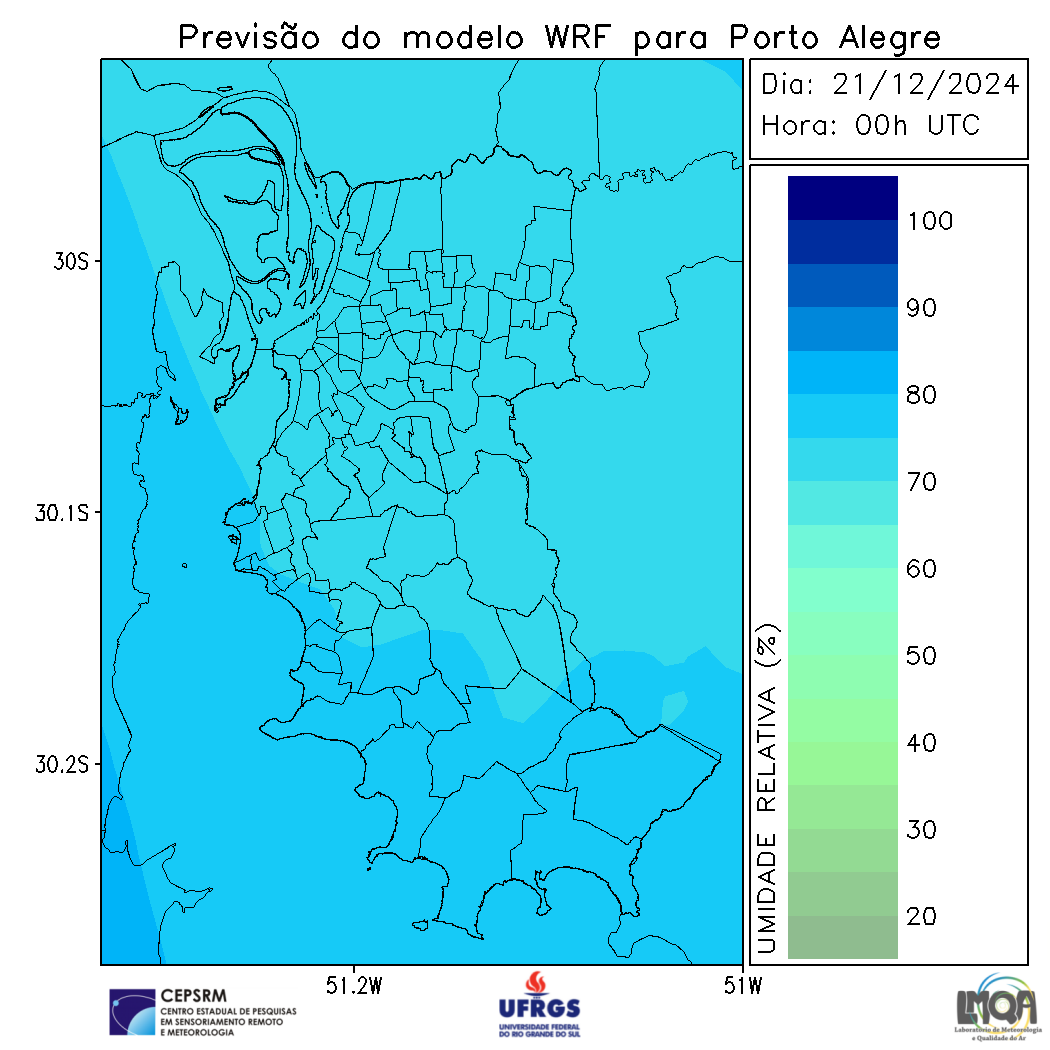 Previsão do modelo WRF para Porto Alegre
Dia: 21/12/2024
Hora: 00h UTC
30S
30.1S
30.2S
51.2W
51W
UMIDADE RELATIVA (%)
100
90
80
70
60
50
40
30
20
CEPSRM
CENTRO ESTADUAL DE PESQUISAS
EM SENSORIAMENTO REMOTO
E METEOROLOGIA
UFRGS
UNIVERSIDADE FEDERAL
DO RIO GRANDE DO SUL
LMQA
Laboratório de Meteorologia
e Qualidade do Ar